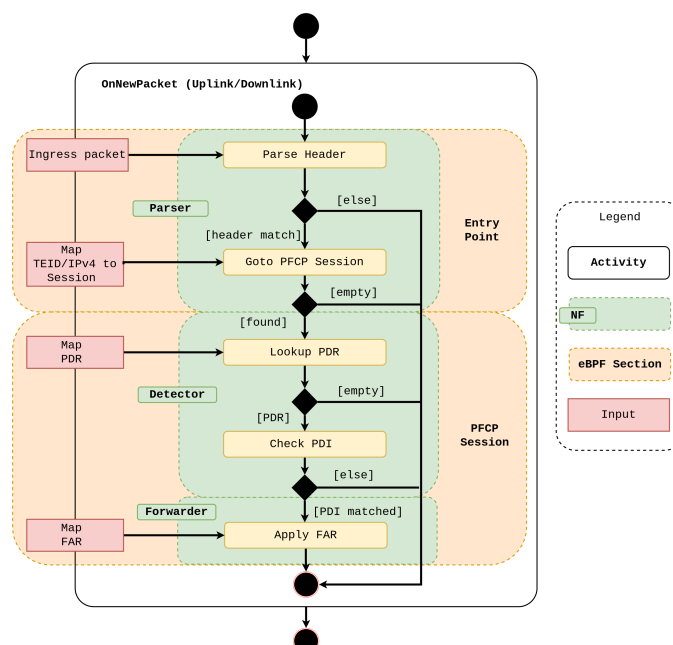 OnNewPacket (Uplink/Downlink)
Ingress packet
Parse Header
Parser
[else]
Entry
Point
[header match]
Map
TEID/IPv4 to
Session
Goto PFCP Session
[empty]
[found]
Map
PDR
Lookup PDR
Detector
[empty]
[PDR]
Check PDI
PFCP
Session
[else]
Forwarder
[PDI matched]
Map
FAR
Apply FAR
Legend
Activity
NF
eBPF Section
Input